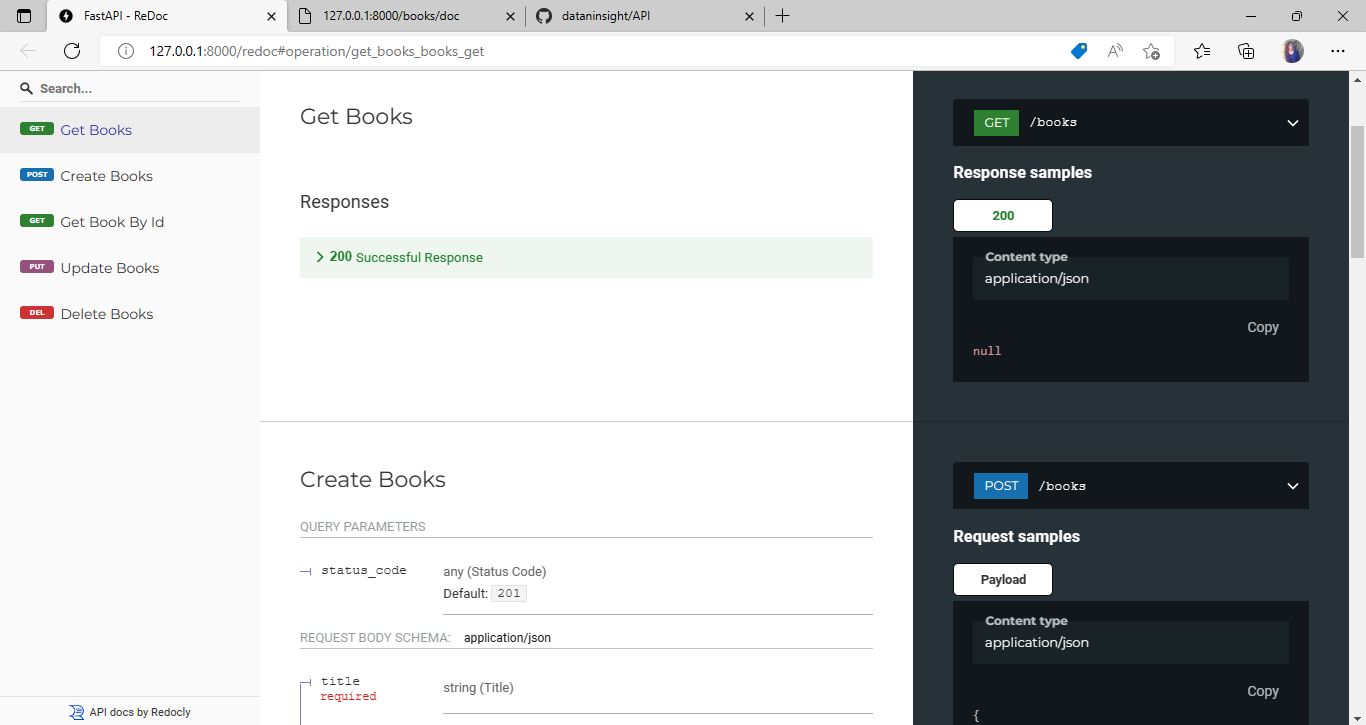 FastAPI - ReDoc
127.0.0.1:8000/books/doc
dataninsight/API
127.0.0.1:8000/redoc#operation/get_books_books_get
Search...
GET Get Books
POST Create Books
GET Get Book By Id
PUT Update Books
DEL Delete Books
API docs by Redocly
Get Books
Responses
200 Successful Response
GET /books
Response samples
200
Content type
application/json
Copy
null
Create Books
QUERY PARAMETERS
status_code any (Status Code)
Default: 201
REQUEST BODY SCHEMA: application/json
title string (Title)
required
POST /books
Request samples
Payload
Content type
application/json
Copy
{